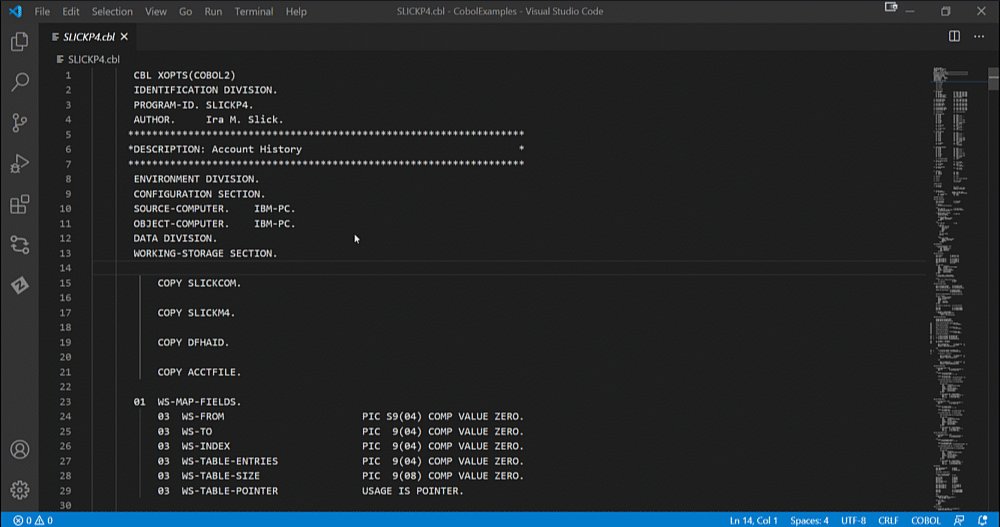 File Edit Selection View Go Run Terminal Help SLICKP4.cbl - CobolExamples - Visual Studio Code
SLICKP4.cbl
SLICKP4.cbl
1 CBL XOPTS(COBOL2)
2 IDENTIFICATION DIVISION.
3 PROGRAM-ID. SLICKP4.
4 AUTHOR. Ira M. Slick.
5 ******************************************************************
6 *DESCRIPTION: Account History *
7 ******************************************************************
8 ENVIRONMENT DIVISION.
9 CONFIGURATION SECTION.
10 SOURCE-COMPUTER. IBM-PC.
11 OBJECT-COMPUTER. IBM-PC.
12 DATA DIVISION.
13 WORKING-STORAGE SECTION.
14
15 COPY SLICKCOM.
16
17 COPY SLICKM4.
18
19 COPY DFHAID.
20
21 COPY ACCTFILE.
22
23 01 WS-MAP-FIELDS.
24 03 WS-FROM PIC S9(04) COMP VALUE ZERO.
25 03 WS-TO PIC 9(04) COMP VALUE ZERO.
26 03 WS-INDEX PIC 9(04) COMP VALUE ZERO.
27 03 WS-TABLE-ENTRIES PIC 9(04) COMP VALUE ZERO.
28 03 WS-TABLE-SIZE PIC 9(08) COMP VALUE ZERO.
29 03 WS-TABLE-POINTER USAGE IS POINTER.
30
0 0 Ln 14, Col 1 Spaces: 4 UTF-8 CRLF COBOL